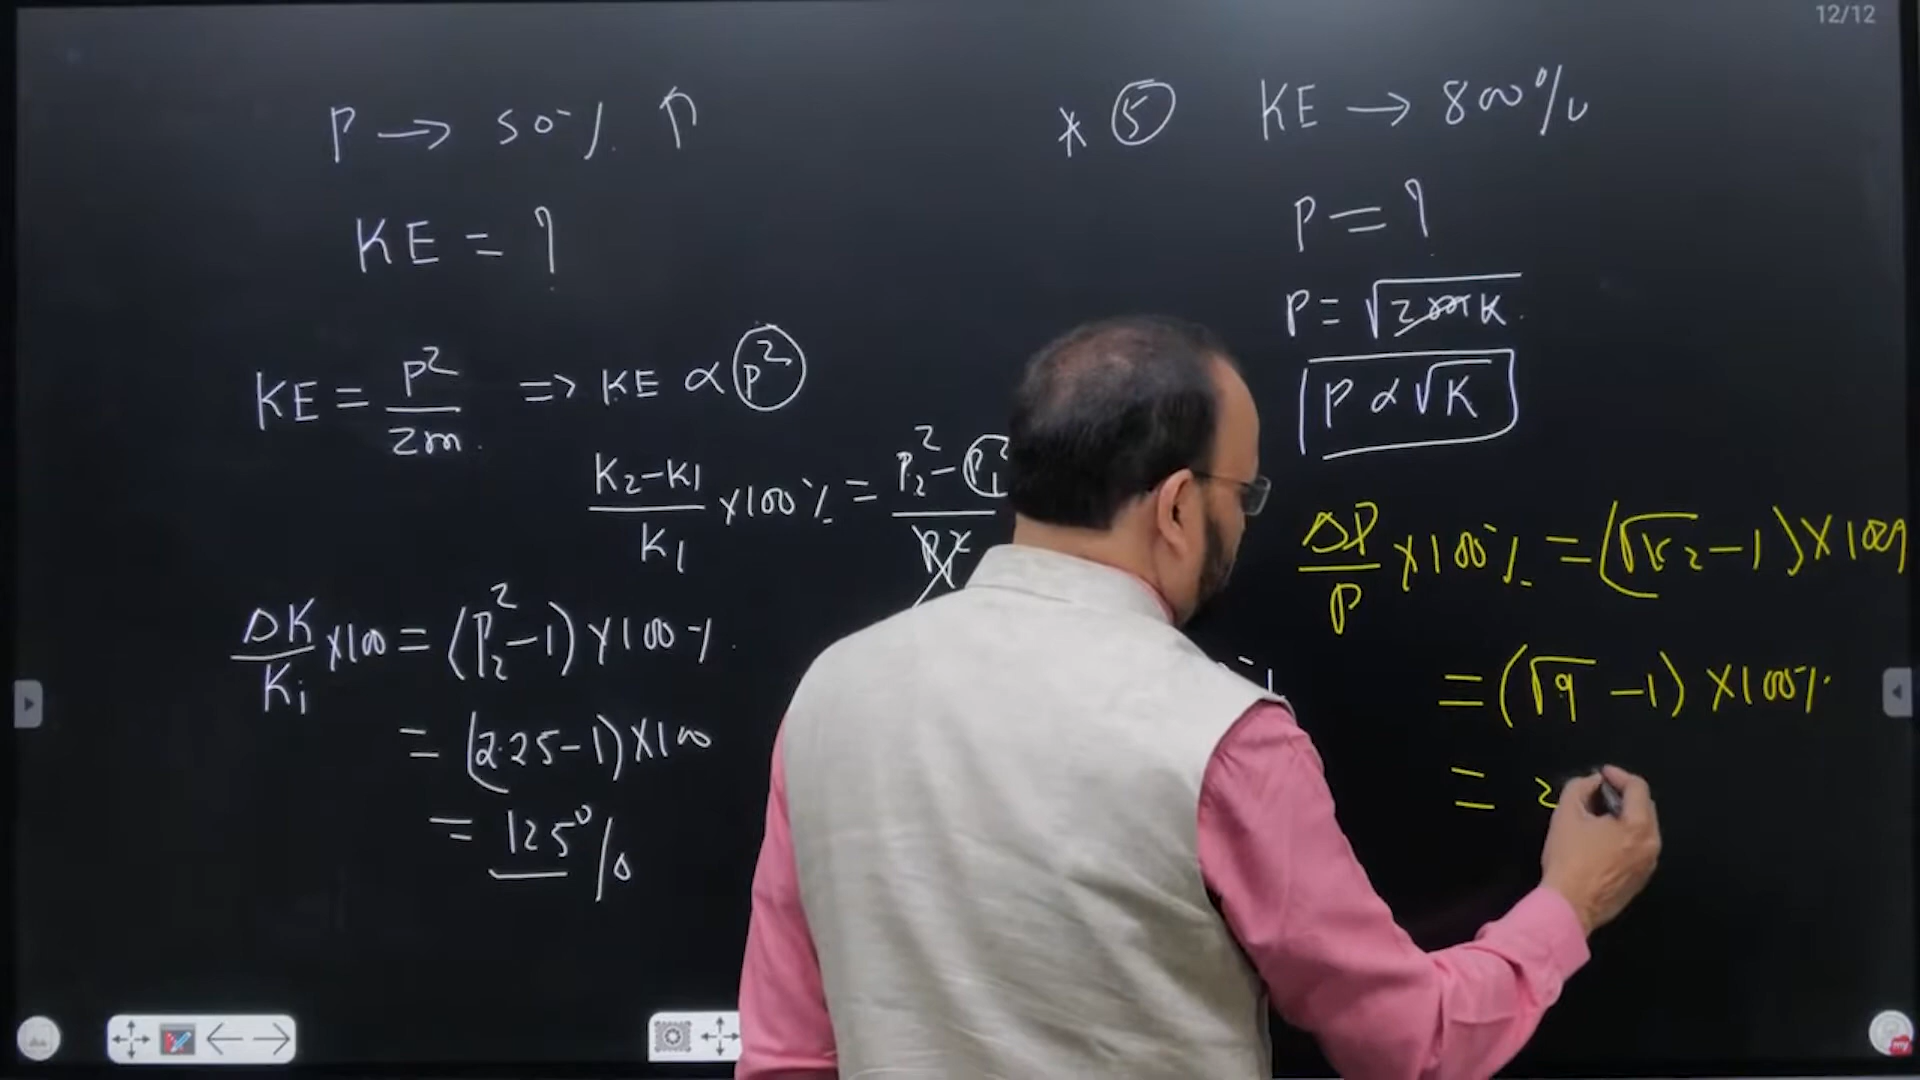 12/12
P → 50% ↑
KE = ?
KE = P²/2m ⇒ KE ∝ P²
K₂-K₁/K₁ ×100% = P₂²-P₁²
ΔK/Ki ×100 = (P₂²-1)×100%
= (2.25-1)×100
= 125%
* ⑤ KE → 800%
P = ?
P = √2mK
P ∝ √K
ΔP/P ×100% = (√K₂-1)×100%
= (√9 -1) ×100%
= 2